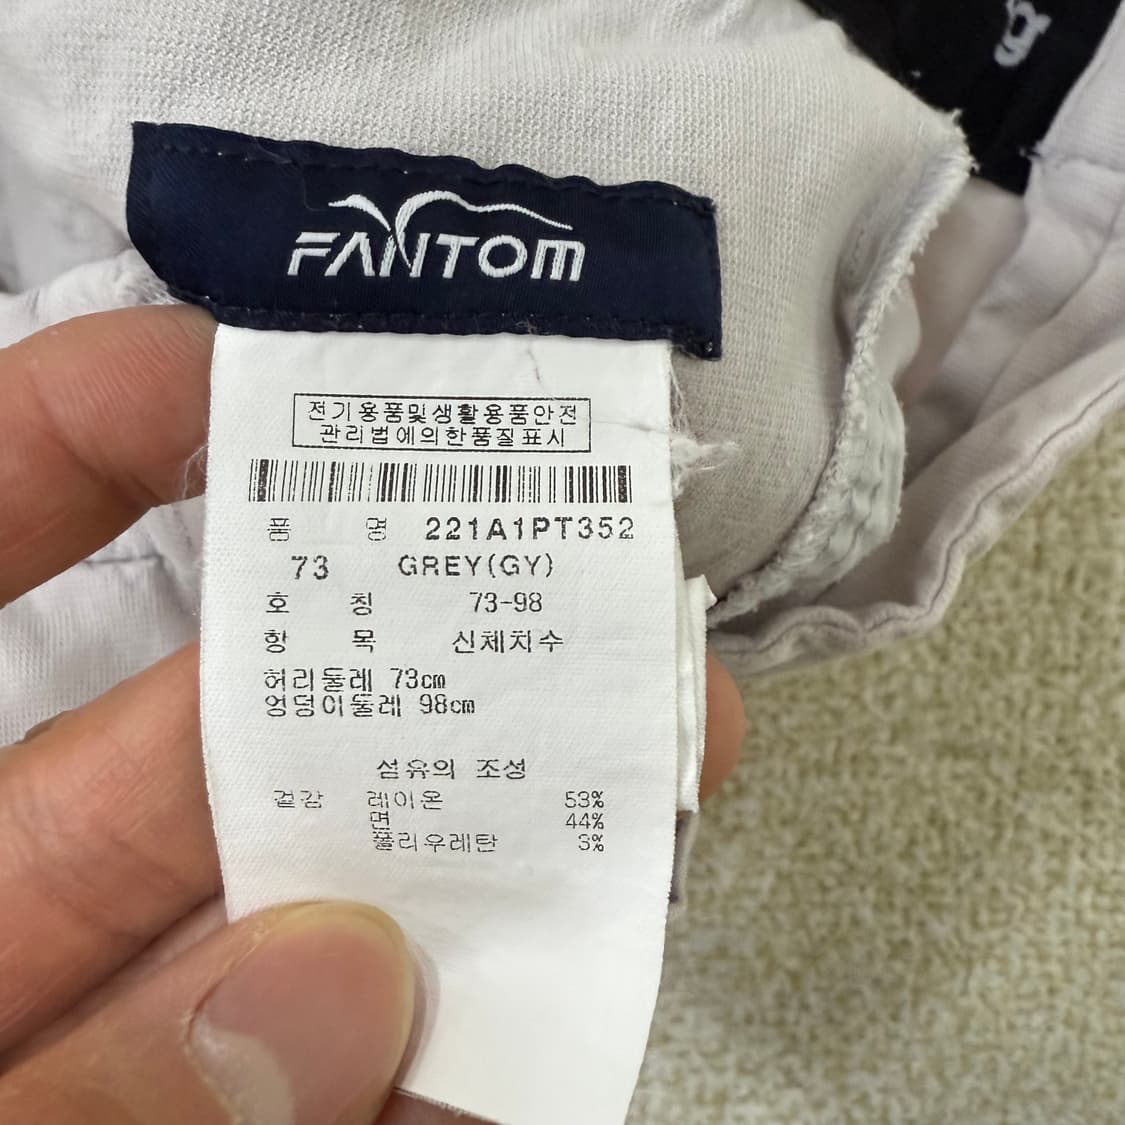 FANTOM
전기용품및생활용품안전
관리법에의한품질표시
품 명 221A1PT352
73 GREY(GY)
호 칭 73-98
항 목 신체치수
허리둘레 73cm
엉덩이둘레 98cm
섬유의 조성
겉감 레이온 53%
면 44%
폴리우레탄 3%